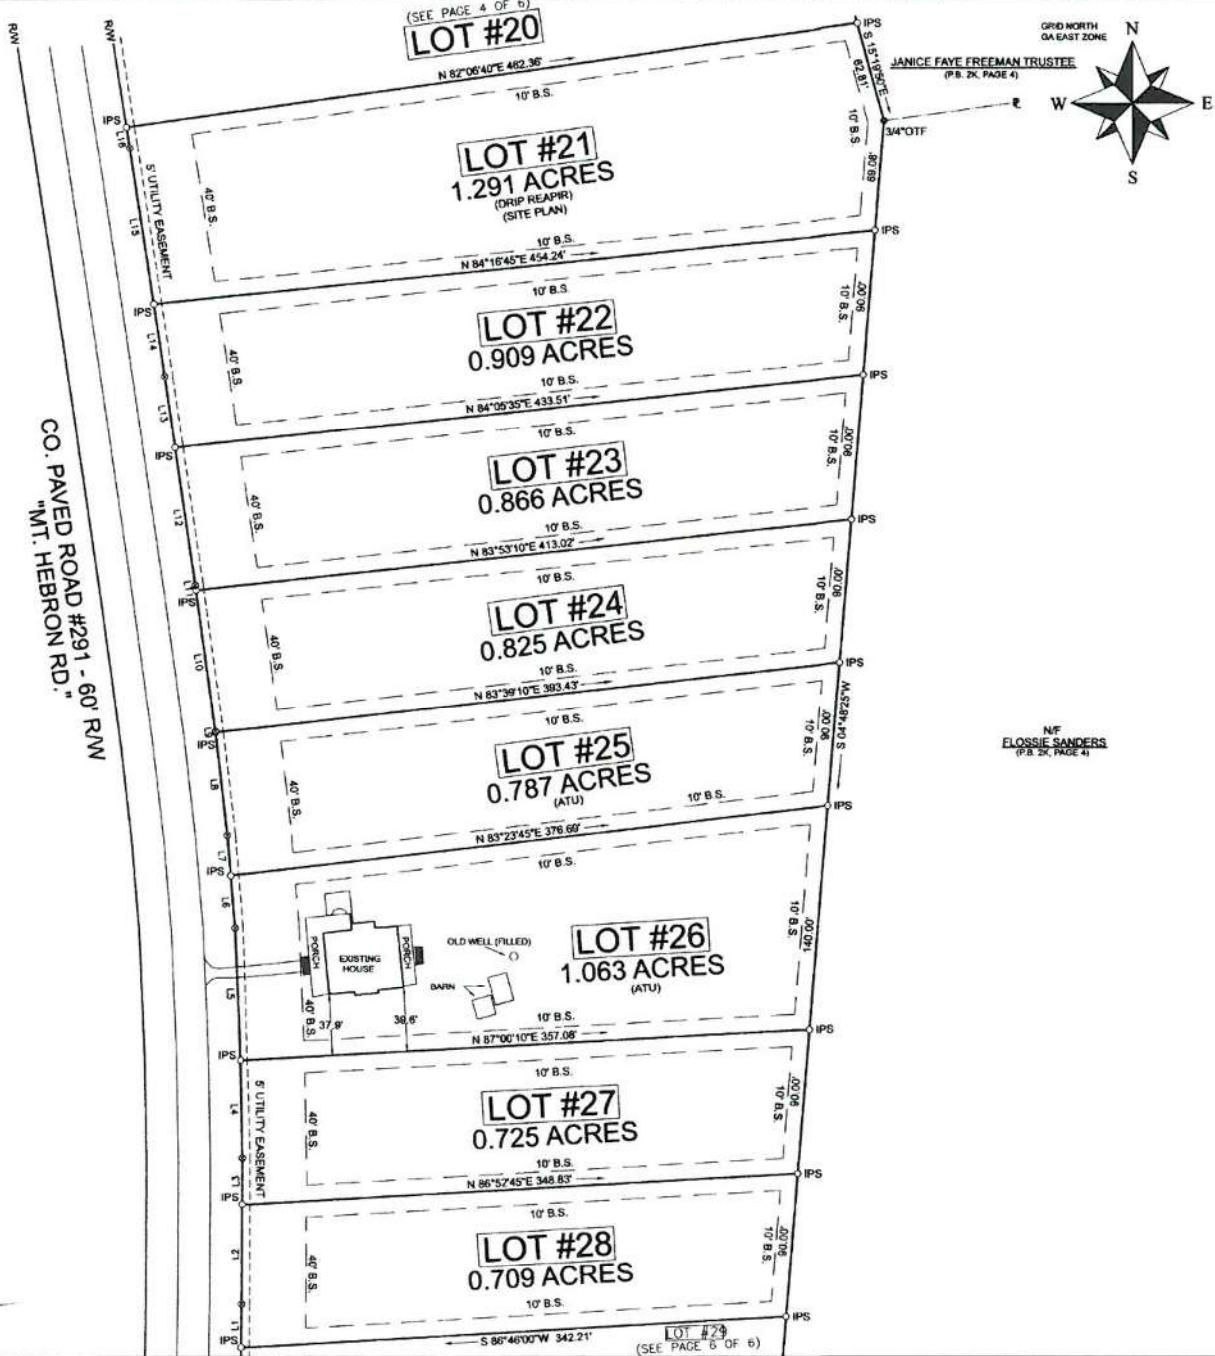 (SEE PAGE 4 OF 6)
LOT #20
R/W
R/W
GRID NORTH
GA EAST ZONE
N
W
E
S
JANICE FAYE FREEMAN TRUSTEE
(P.B. 2K, PAGE 4)
IPS
S 15°19'50"E
82.81'
3/4"OTF
N 82°06'40"E 482.36'
10' B.S.
IPS
L16
5' UTILITY EASEMENT
L15
40' B.S.
LOT #21
1.291 ACRES
(DRIP REAPIR)
(SITE PLAN)
10' B.S.
69.08'
10' B.S.
N 84°16'45"E 454.24'
IPS
IPS
L14
L13
10' B.S.
40' B.S.
LOT #22
0.909 ACRES
90.00'
10' B.S.
10' B.S.
N 84°05'35"E 433.51'
IPS
IPS
L12
10' B.S.
40' B.S.
LOT #23
0.866 ACRES
90.00'
10' B.S.
10' B.S.
N 83°53'10"E 413.02'
IPS
L11
IPS
L10
10' B.S.
40' B.S.
LOT #24
0.825 ACRES
90.00'
10' B.S.
10' B.S.
N 83°39'10"E 393.43'
IPS
L9
IPS
L8
L7
S 04°48'25"W
10' B.S.
40' B.S.
LOT #25
0.787 ACRES
(ATU)
90.00'
10' B.S.
10' B.S.
N 83°23'45"E 376.69'
IPS
IPS
N/F
FLOSSIE SANDERS
(P.B. 2K, PAGE 4)
CO. PAVED ROAD #291 - 60' R/W
"MT. HEBRON RD."
L6
L5
10' B.S.
PORCH
EXISTING
HOUSE
PORCH
OLD WELL (FILLED)
BARN
LOT #26
1.063 ACRES
(ATU)
140.00'
10' B.S.
40' B.S.
37.9'
38.6'
10' B.S.
N 87°00'10"E 357.08'
IPS
IPS
L4
L3
5' UTILITY EASEMENT
10' B.S.
40' B.S.
LOT #27
0.725 ACRES
90.00'
10' B.S.
10' B.S.
N 86°52'45"E 348.83'
IPS
IPS
L2
L1
10' B.S.
40' B.S.
LOT #28
0.709 ACRES
90.00'
10' B.S.
10' B.S.
IPS
IPS
S 86°46'00"W 342.21'
LOT #29
(SEE PAGE 6 OF 6)